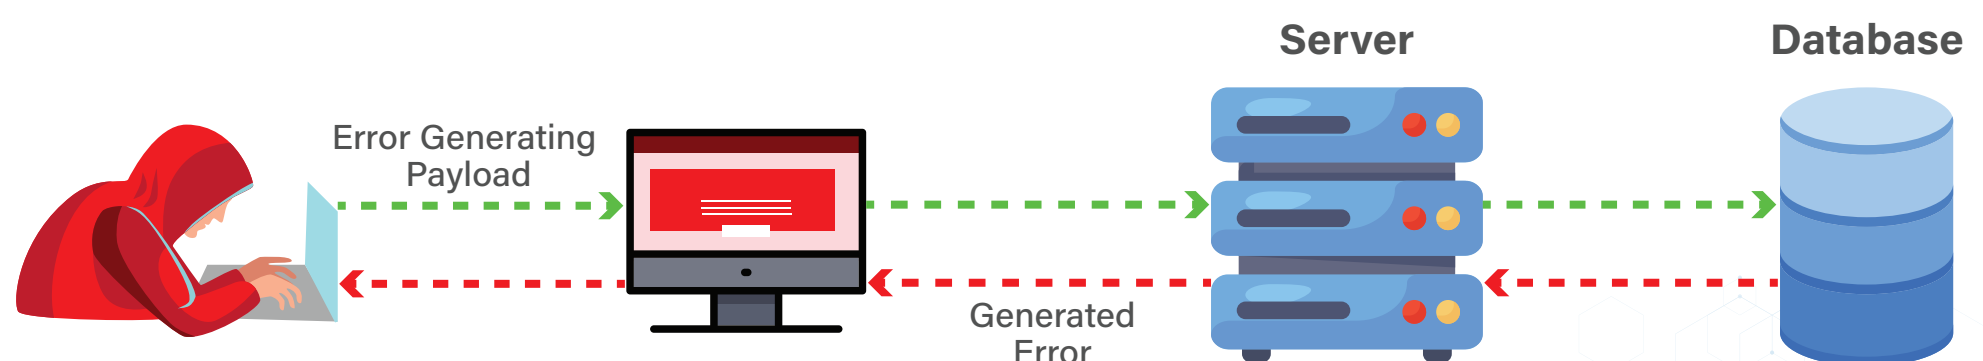 Server
Database
Error Generating
Payload
Generated
Error